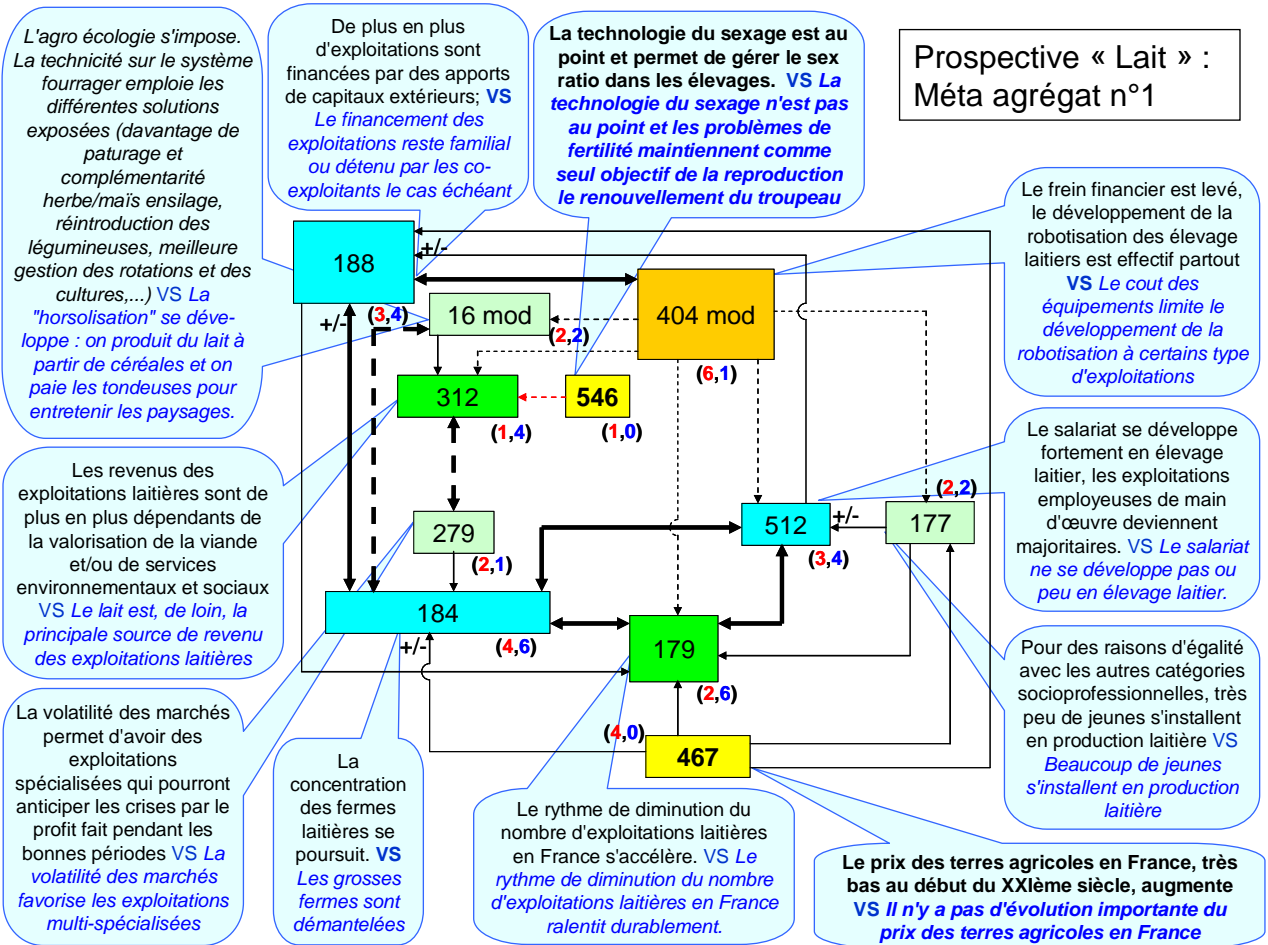 L'agro écologie s'impose.
La technicité sur le système
fourrager emploie les
différentes solutions
exposées (davantage de
paturage et
complémentarité
herbe/maïs ensilage,
réintroduction des
légumineuses, meilleure
gestion des rotations et des
cultures,...) VS La
"horsolisation" se déve-
loppe : on produit du lait à
partir de céréales et on
paie les tondeuses pour
entretenir les paysages.
De plus en plus
d'exploitations sont
financées par des apports
de capitaux extérieurs; VS
Le financement des
exploitations reste familial
ou détenu par les co-
exploitants le cas échéant
La technologie du sexage est au
point et permet de gérer le sex
ratio dans les élevages. VS La
technologie du sexage n'est pas
au point et les problèmes de
fertilité maintiennent comme
seul objectif de la reproduction
le renouvellement du troupeau
Prospective « Lait » :
Méta agrégat n°1
Le frein financier est levé,
le développement de la
robotisation des élevage
laitiers est effectif partout
VS Le cout des
équipements limite le
développement de la
robotisation à certains type
d'exploitations
188
+/-
+/-
(3,4)
16 mod
(2,2)
404 mod
(6,1)
312
(1,4)
546
(1,0)
Les revenus des
exploitations laitières sont de
plus en plus dépendants de
la valorisation de la viande
et/ou de services
environnementaux et sociaux
VS Le lait est, de loin, la
principale source de revenu
des exploitations laitières
279
(2,1)
512
(3,4)
+/-
177
(2,2)
Le salariat se développe
fortement en élevage
laitier, les exploitations
employeuses de main
d'œuvre deviennent
majoritaires. VS Le salariat
ne se développe pas ou
peu en élevage laitier.
184
+/-
(4,6)
179
(2,6)
(4,0)
467
Pour des raisons d'égalité
avec les autres catégories
socioprofessionnelles, très
peu de jeunes s'installent
en production laitière VS
Beaucoup de jeunes
s'installent en production
laitière
La volatilité des marchés
permet d'avoir des
exploitations
spécialisées qui pourront
anticiper les crises par le
profit fait pendant les
bonnes périodes VS La
volatilité des marchés
favorise les exploitations
multi-spécialisées
La
concentration
des fermes
laitières se
poursuit. VS
Les grosses
fermes sont
démantelées
Le rythme de diminution du
nombre d'exploitations laitières
en France s'accélère. VS Le
rythme de diminution du nombre
d'exploitations laitières en France
ralentit durablement.
Le prix des terres agricoles en France, très
bas au début du XXIème siècle, augmente
VS Il n'y a pas d'évolution importante du
prix des terres agricoles en France